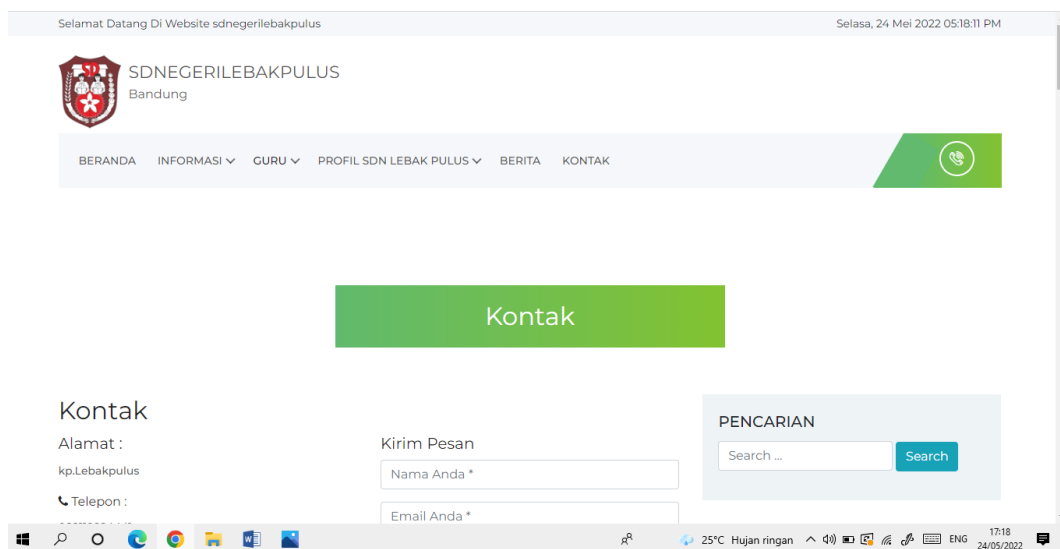 Selamat Datang Di Website sdnegerilebakpulus
Selasa, 24 Mei 2022 05:18:11 PM
SD
SDNEGERILEBAKPULUS
Bandung
BERANDA INFORMASI GURU PROFIL SDN LEBAK PULUS BERITA KONTAK
Kontak
Kontak
Alamat :
kp.Lebakpulus
Telepon :
Kirim Pesan
Nama Anda *
Email Anda *
PENCARIAN
Search ...
Search
25°C Hujan ringan
ENG
17:18
24/05/2022